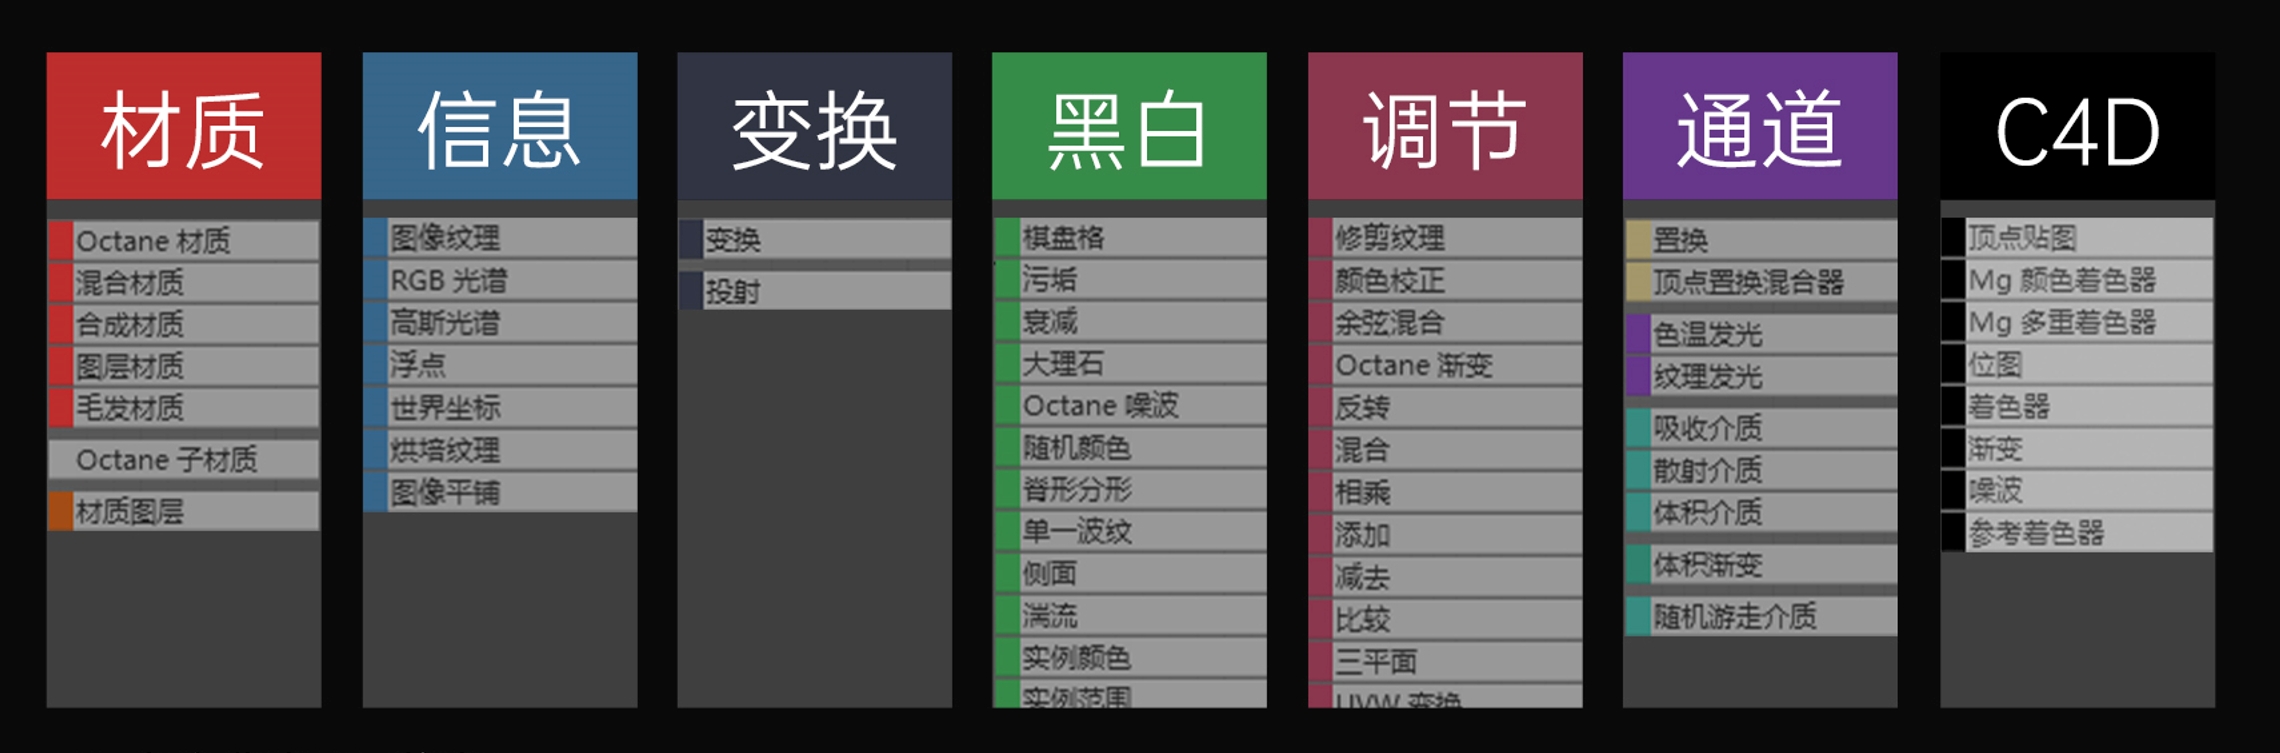 材质
Octane 材质
混合材质
合成材质
图层材质
毛发材质
Octane 子材质
材质图层
信息
图像纹理
RGB 光谱
高斯光谱
浮点
世界坐标
烘培纹理
图像平铺
变换
变换
投射
黑白
棋盘格
污垢
衰减
大理石
Octane 噪波
随机颜色
脊形分形
单一波纹
侧面
湍流
实例颜色
实例范围
调节
修剪纹理
颜色校正
余弦混合
Octane 渐变
反转
混合
相乘
添加
减去
比较
三平面
UVW 变换
通道
置换
顶点置换混合器
色温发光
纹理发光
吸收介质
散射介质
体积介质
体积渐变
随机游走介质
C4D
顶点贴图
Mg 颜色着色器
Mg 多重着色器
位图
着色器
渐变
噪波
参考着色器